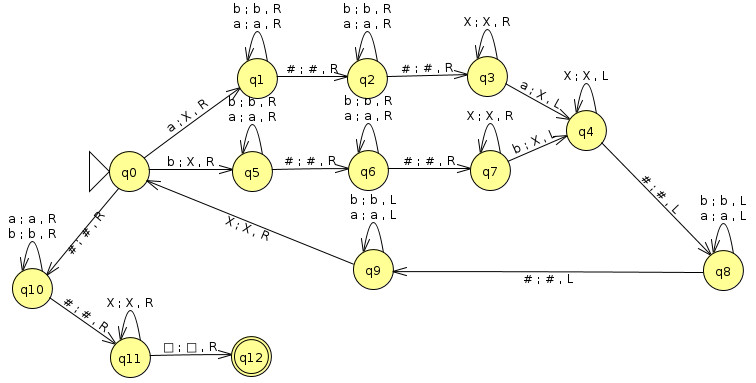 b ; b , R
a ; a , R
b ; b , R
a ; a , R
X ; X , R
q1
# ; # , R
q2
# ; # , R
q3
a ; X , L
X ; X , L
a ; X , R
b ; b , R
a ; a , R
b ; b , R
a ; a , R
X ; X , R
q4
b ; X , L
q0
b ; X , R
q5
# ; # , R
q6
# ; # , R
q7
# ; # , L
a ; a, R
b ; b , R
# ; # , R
X ; X , R
b ; b , L
a ; a, L
b ; b , L
a ; a , L
q10
q9
# ; # , L
q8
# ; # , R
X ; X , R
q11
□ ; □ , R
q12